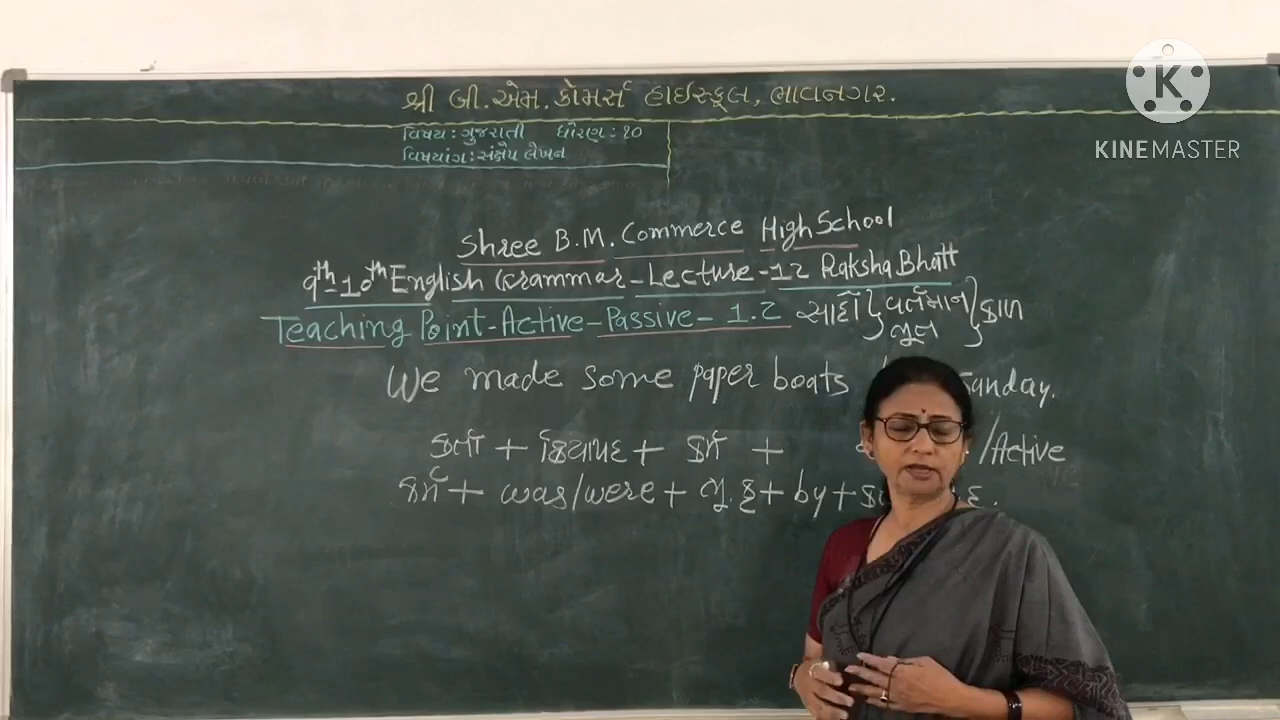 શ્રી બી.એમ.કોમર્સ હાઈસ્કૂલ, ભાવનગર.
વિષય: ગુજરાતી ધોરણ: ૧૦
વિષયાંગ: સંક્ષેપ લેખન
KINEMASTER
Shree B.M. Commerce High School
9th-10th English Grammar-Lecture-12 Raksha Bhatt
Teaching Point-Active-Passive-1.2 સાદો } વર્તમાન } કાળ
ભૂત
We made some paper boats Sunday.
કર્તા + ક્રિયાપદ + કર્મ + /Active
કર્મ + was/were + ભૂ.કૃ + by +